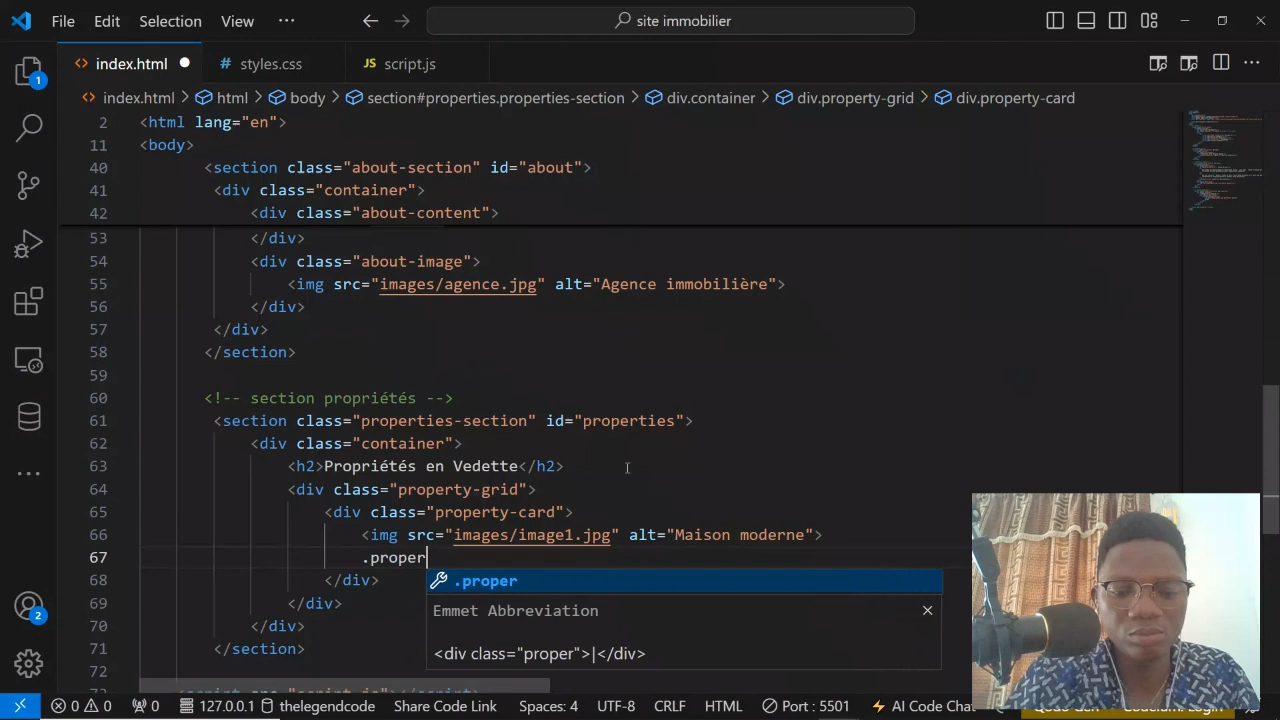 File Edit Selection View ··· site immobilier
index.html styles.css JS script.js
index.html > html > body > section#properties.properties-section > div.container > div.property-grid > div.property-card
2 <html lang="en">
11 <body>
40 <section class="about-section" id="about">
41 <div class="container">
42 <div class="about-content">
53 </div>
54 <div class="about-image">
55 <img src="images/agence.jpg" alt="Agence immobilière">
56 </div>
57 </div>
58 </section>
59
60 <!-- section propriétés -->
61 <section class="properties-section" id="properties">
62 <div class="container">
63 <h2>Propriétés en Vedette</h2>
64 <div class="property-grid">
65 <div class="property-card">
66 <img src="images/image1.jpg" alt="Maison moderne">
67 .proper
.proper
68 </div>
Emmet Abbreviation
69 </div>
70 </div>
71 </section>
<div class="proper">|</div>
72
73 <script src="script.js"></script>
1
2
0 0 0 127.0.0.1 thelegendcode Share Code Link Spaces: 4 UTF-8 CRLF HTML Port : 5501 AI Code Chat